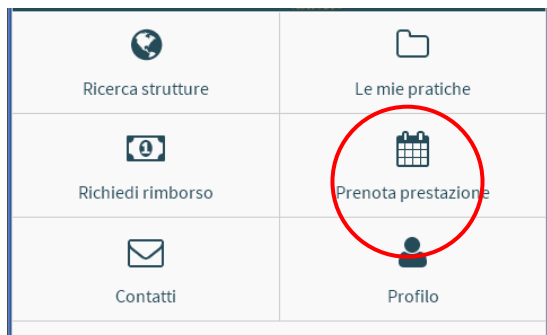 Ricerca strutture
Le mie pratiche
Richiedi rimborso
Prenota prestazione
Contatti
Profilo